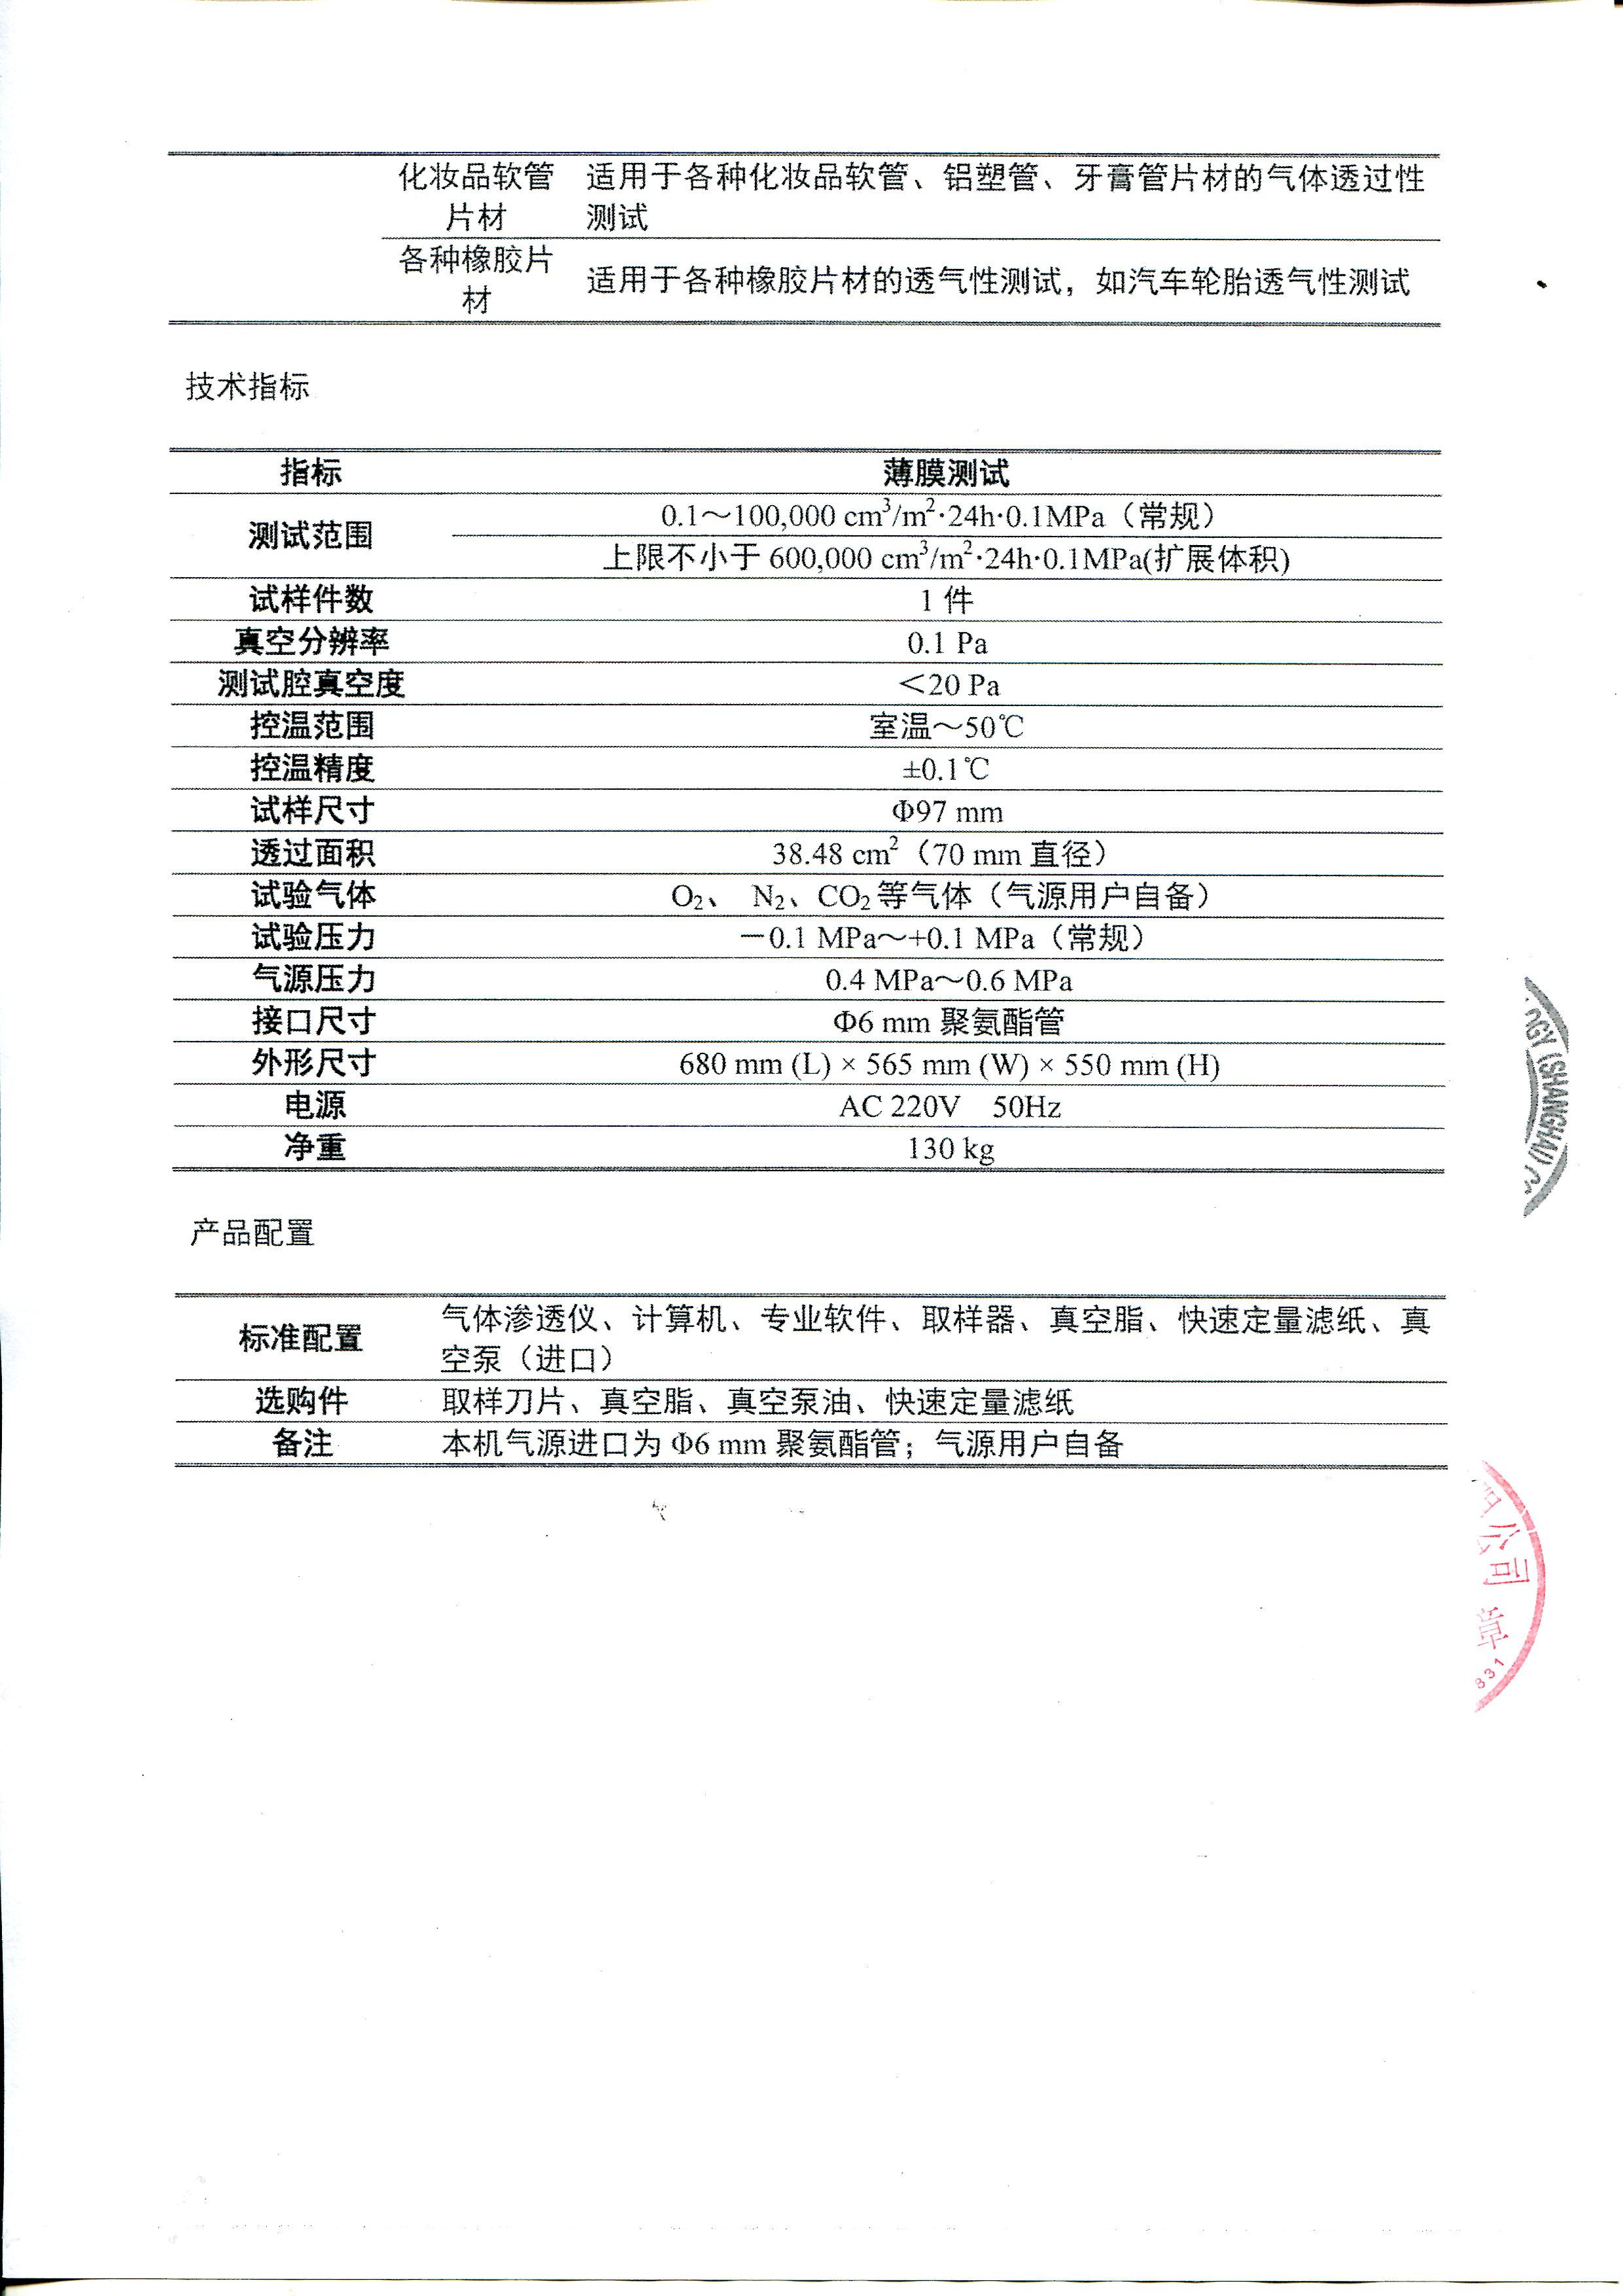 化妆品软管
片材
适用于各种化妆品软管、铝塑管、牙膏管片材的气体透过性
测试
各种橡胶片
材
适用于各种橡胶片材的透气性测试，如汽车轮胎透气性测试
技术指标
指标 薄膜测试
测试范围
0.1～100,000 cm³/m²·24h·0.1MPa（常规）
上限不小于 600,000 cm³/m²·24h·0.1MPa(扩展体积)
试样件数 1 件
真空分辨率 0.1 Pa
测试腔真空度 ＜20 Pa
控温范围 室温～50℃
控温精度 ±0.1℃
试样尺寸 Φ97 mm
透过面积 38.48 cm²（70 mm 直径）
试验气体 O₂、 N₂、CO₂等气体（气源用户自备）
试验压力 －0.1 MPa～+0.1 MPa（常规）
气源压力 0.4 MPa～0.6 MPa
接口尺寸 Φ6 mm 聚氨酯管
外形尺寸 680 mm (L) × 565 mm (W) × 550 mm (H)
电源 AC 220V 50Hz
净重 130 kg
产品配置
标准配置
气体渗透仪、计算机、专业软件、取样器、真空脂、快速定量滤纸、真
空泵（进口）
选购件 取样刀片、真空脂、真空泵油、快速定量滤纸
备注 本机气源进口为 Φ6 mm 聚氨酯管；气源用户自备
OGY (SHANGHAI)
公司
章
831